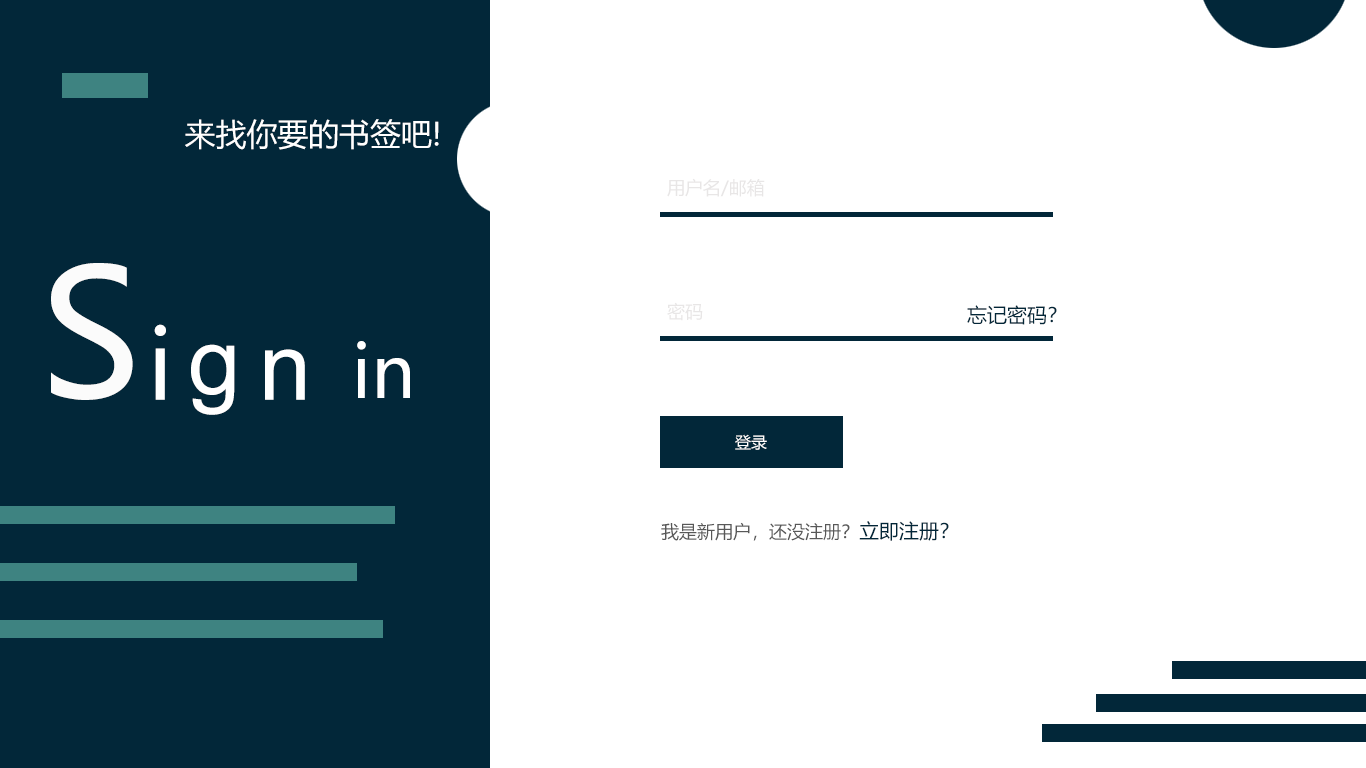 来找你要的书签吧!
Sign in
用户名/邮箱
密码
忘记密码?
登录
我是新用户，还没注册? 立即注册?